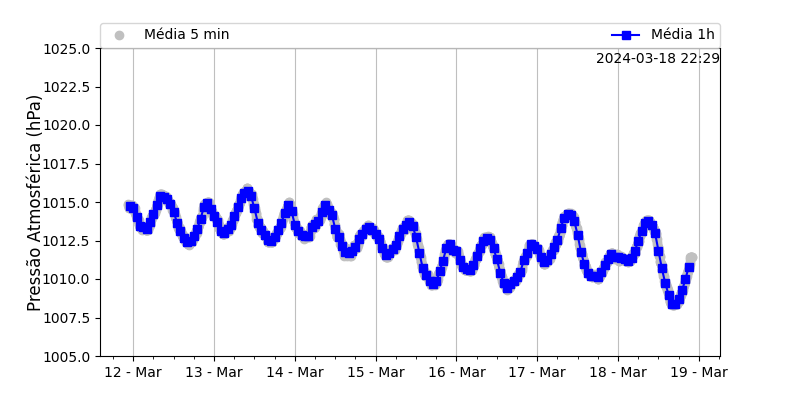 Média 5 min
Média 1h
2024-03-18 22:29
Pressão Atmosférica (hPa)
1025.0
1022.5
1020.0
1017.5
1015.0
1012.5
1010.0
1007.5
1005.0
12 - Mar
13 - Mar
14 - Mar
15 - Mar
16 - Mar
17 - Mar
18 - Mar
19 - Mar